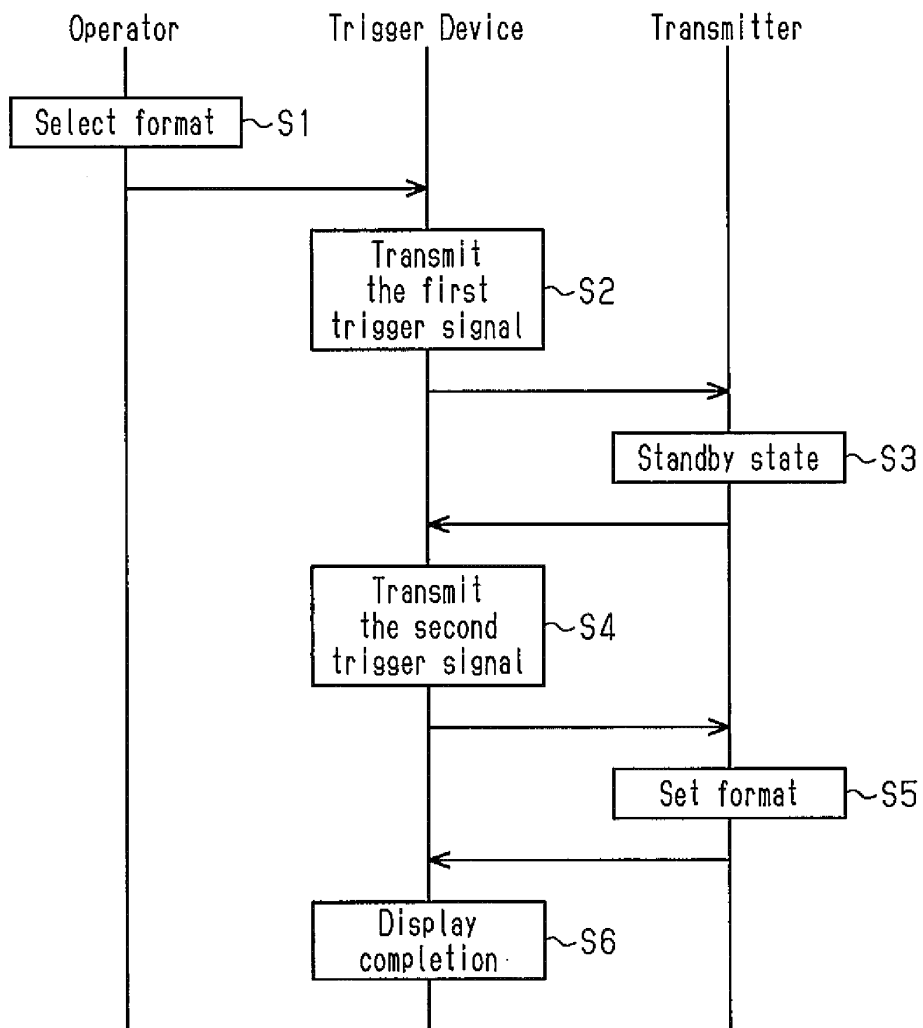 Operator
Trigger Device
Transmitter
Select format
S1
Transmit
the first
trigger signal
S2
Standby state
S3
Transmit
the second
trigger signal
S4
Set format
S5
Display
completion
S6